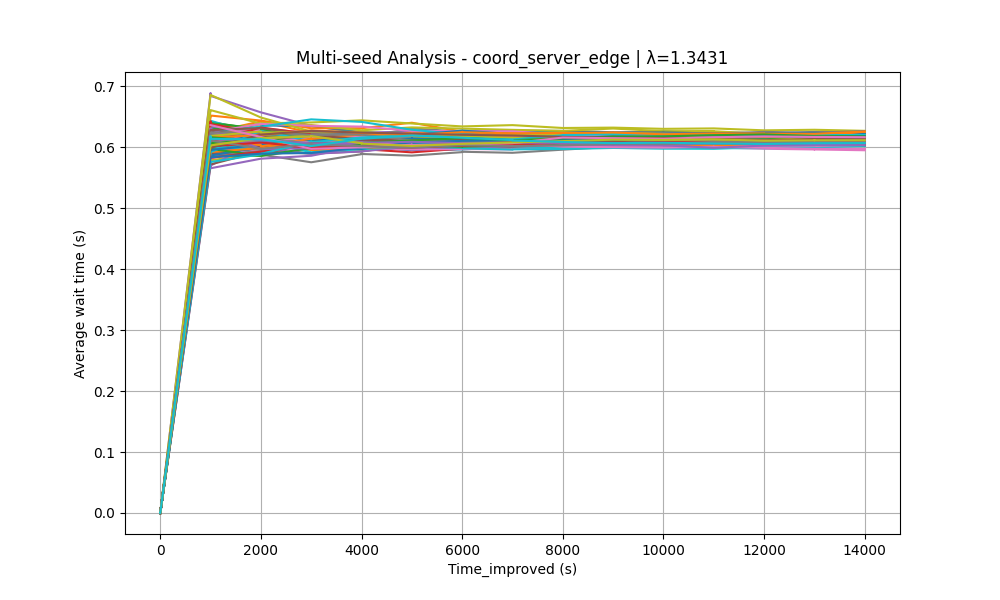 Multi-seed Analysis - coord_server_edge | λ=1.3431
0.7
0.6
0.5
0.4
0.3
0.2
0.1
0.0
Average wait time (s)
0 2000 4000 6000 8000 10000 12000 14000
Time_improved (s)